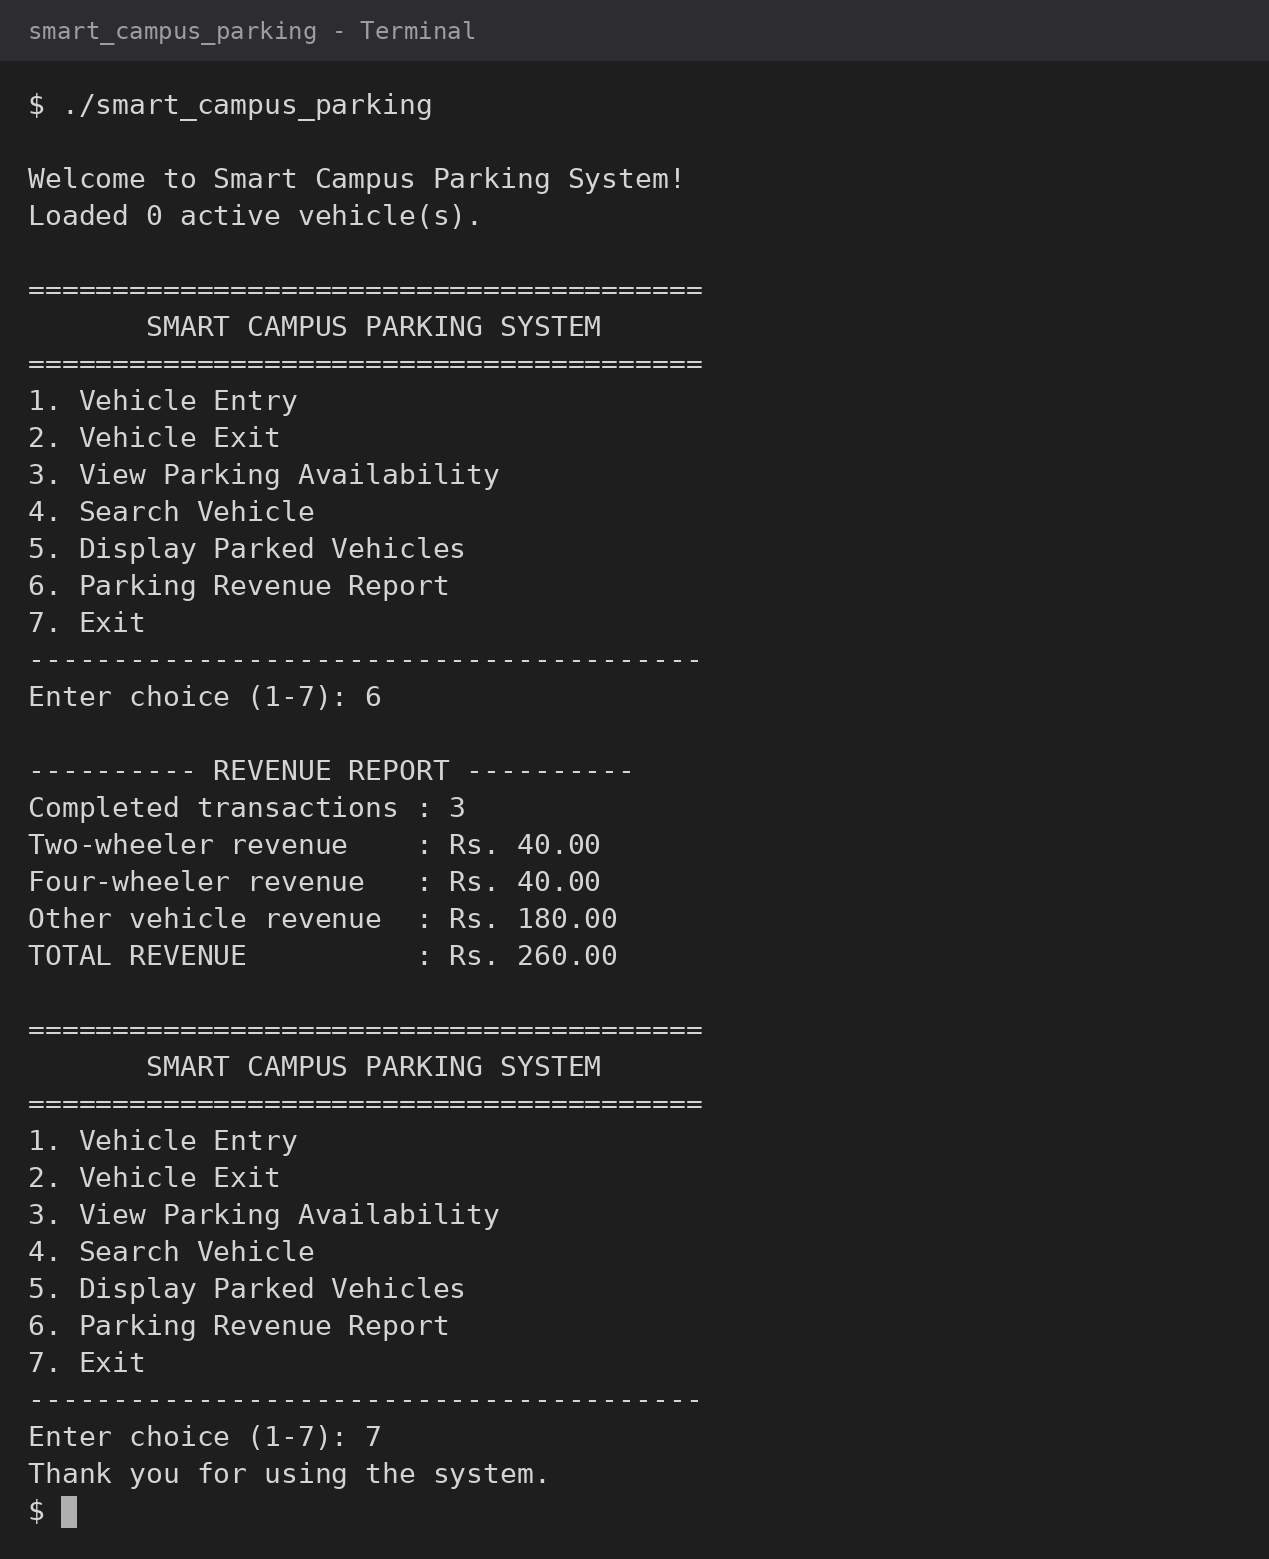 smart_campus_parking - Terminal
$ ./smart_campus_parking
Welcome to Smart Campus Parking System!
Loaded 0 active vehicle(s).
========================================
       SMART CAMPUS PARKING SYSTEM
========================================
1. Vehicle Entry
2. Vehicle Exit
3. View Parking Availability
4. Search Vehicle
5. Display Parked Vehicles
6. Parking Revenue Report
7. Exit
----------------------------------------
Enter choice (1-7): 6
---------- REVENUE REPORT ----------
Completed transactions : 3
Two-wheeler revenue    : Rs. 40.00
Four-wheeler revenue   : Rs. 40.00
Other vehicle revenue  : Rs. 180.00
TOTAL REVENUE          : Rs. 260.00
========================================
       SMART CAMPUS PARKING SYSTEM
========================================
1. Vehicle Entry
2. Vehicle Exit
3. View Parking Availability
4. Search Vehicle
5. Display Parked Vehicles
6. Parking Revenue Report
7. Exit
----------------------------------------
Enter choice (1-7): 7
Thank you for using the system.
$